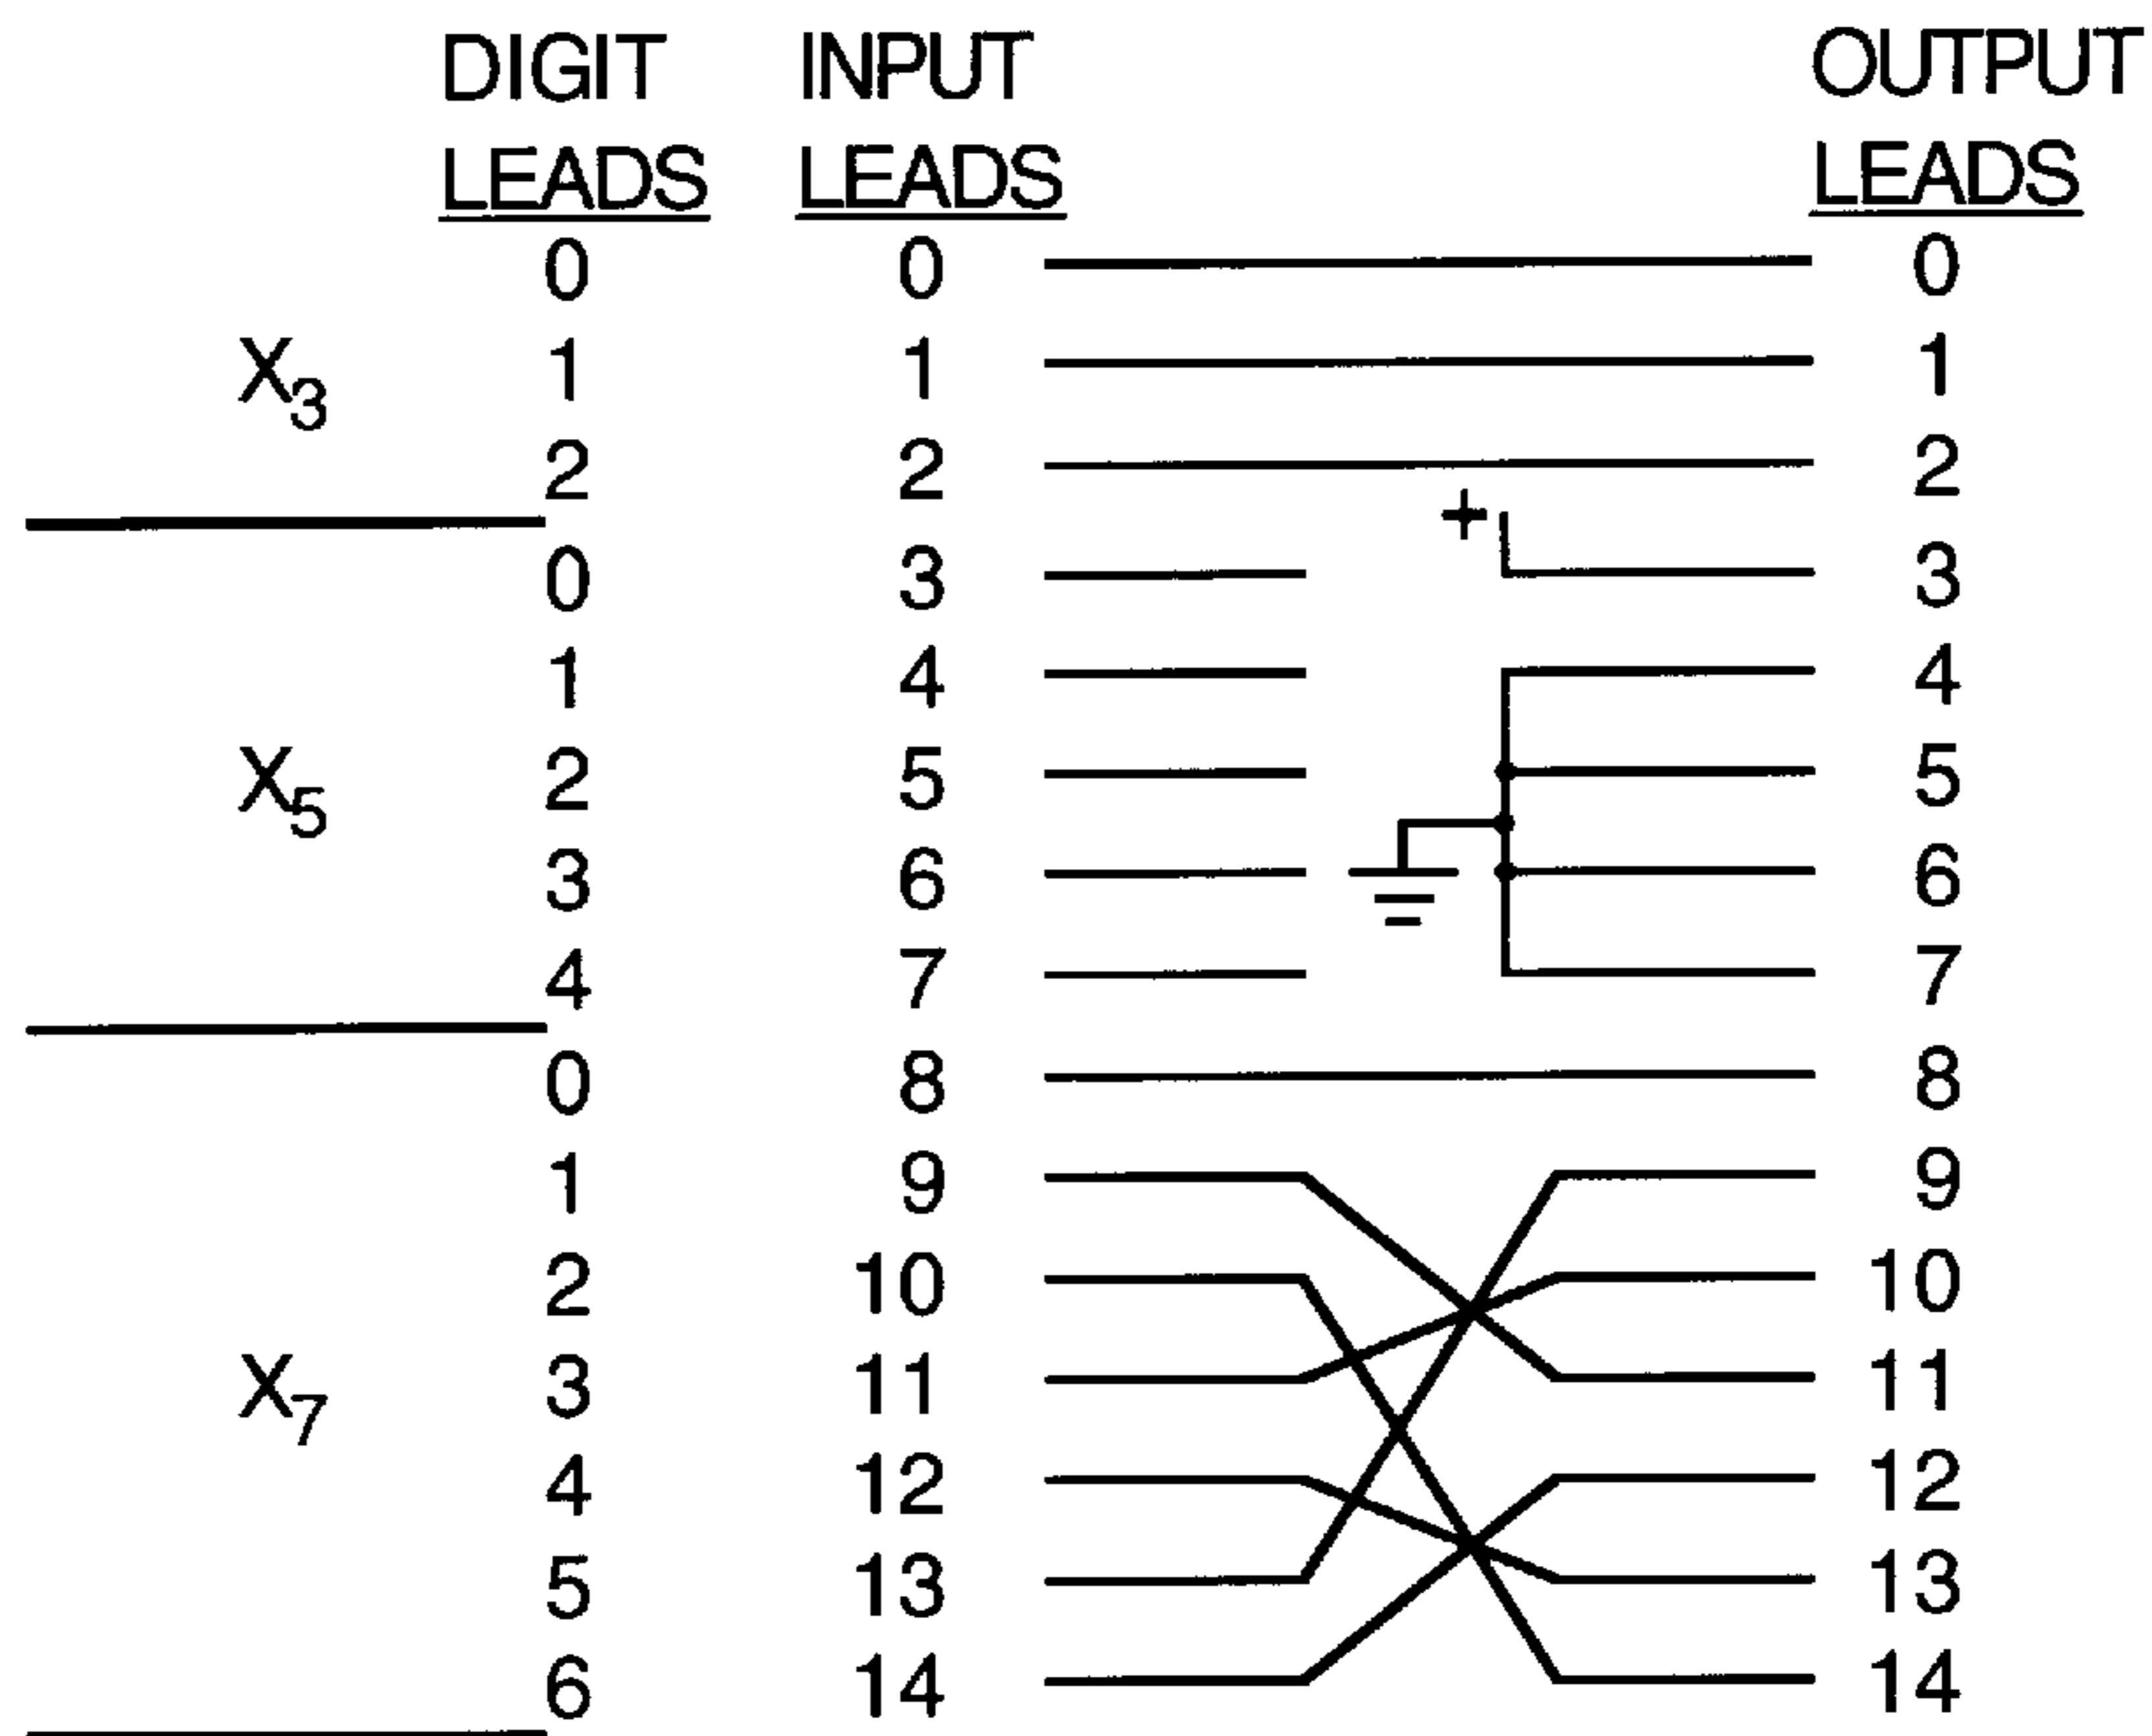 DIGIT INPUT OUTPUT
LEADS LEADS LEADS
0 0 0
X3 1 1 1
2 2 2
+
0 3 3
1 4 4
X5 2 5 5
3 6 6
4 7 7
0 8 8
1 9 9
2 10 10
X7 3 11 11
4 12 12
5 13 13
6 14 14